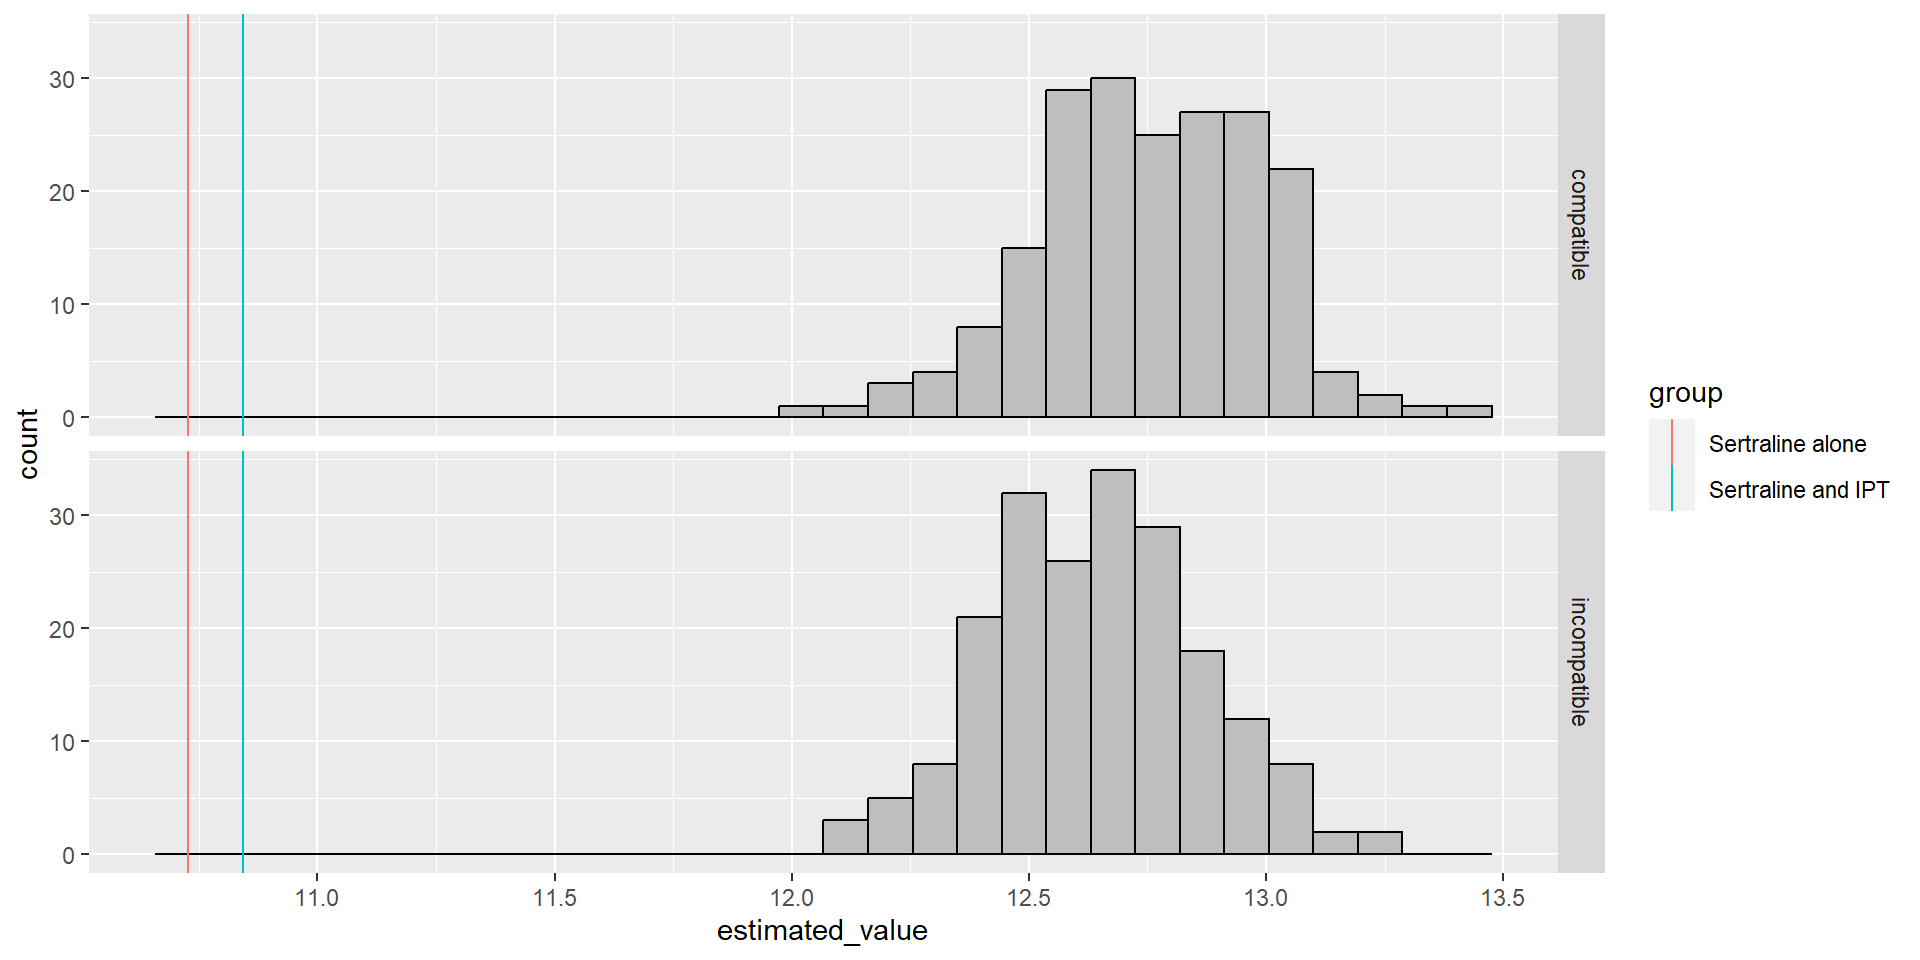 30
20
10
0
compatible
30
20
10
0
incompatible
count
11.0 11.5 12.0 12.5 13.0 13.5
estimated_value
group
Sertraline alone
Sertraline and IPT